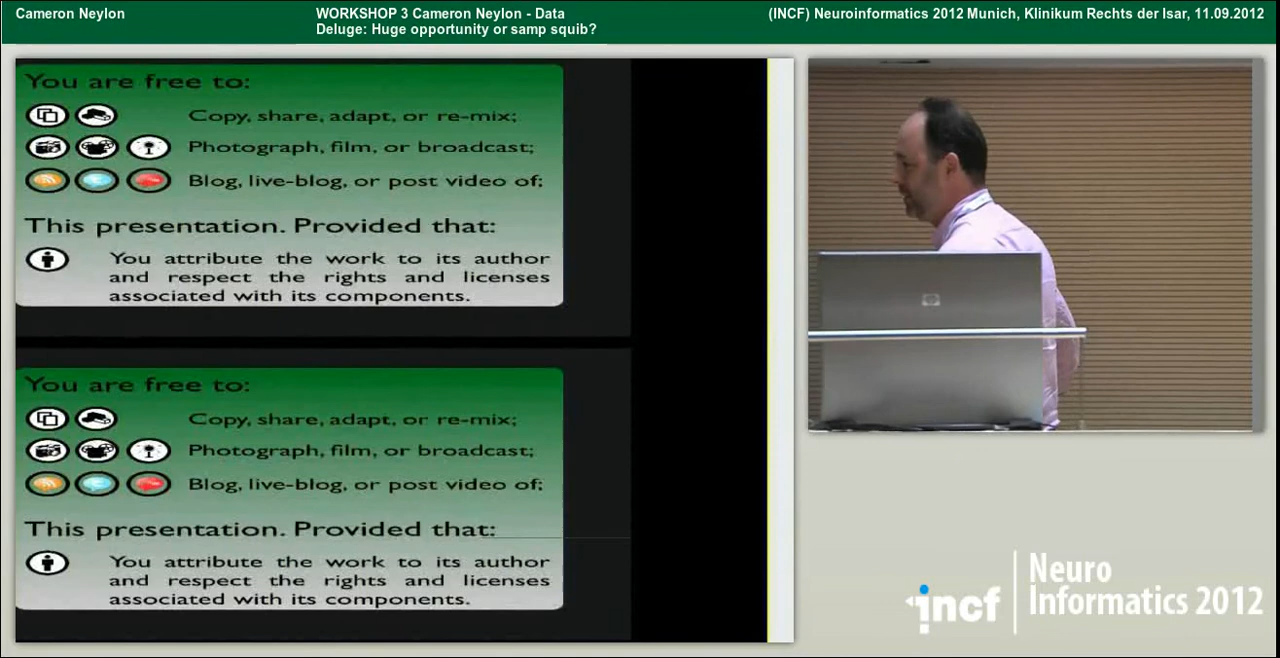 Cameron Neylon
WORKSHOP 3 Cameron Neylon - Data
Deluge: Huge opportunity or samp squib?
(INCF) Neuroinformatics 2012 Munich, Klinikum Rechts der Isar, 11.09.2012
You are free to:
Copy, share, adapt, or re-mix;
Photograph, film, or broadcast;
Blog, live-blog, or post video of:
This presentation. Provided that:
You attribute the work to its author
and respect the rights and licenses
associated with its components.
You are free to:
Copy, share, adapt, or re-mix;
Photograph, film, or broadcast;
Blog, live-blog, or post video of:
This presentation. Provided that:
You attribute the work to its author
and respect the rights and licenses
associated with its components.
hp
incf
Neuro
Informatics 2012